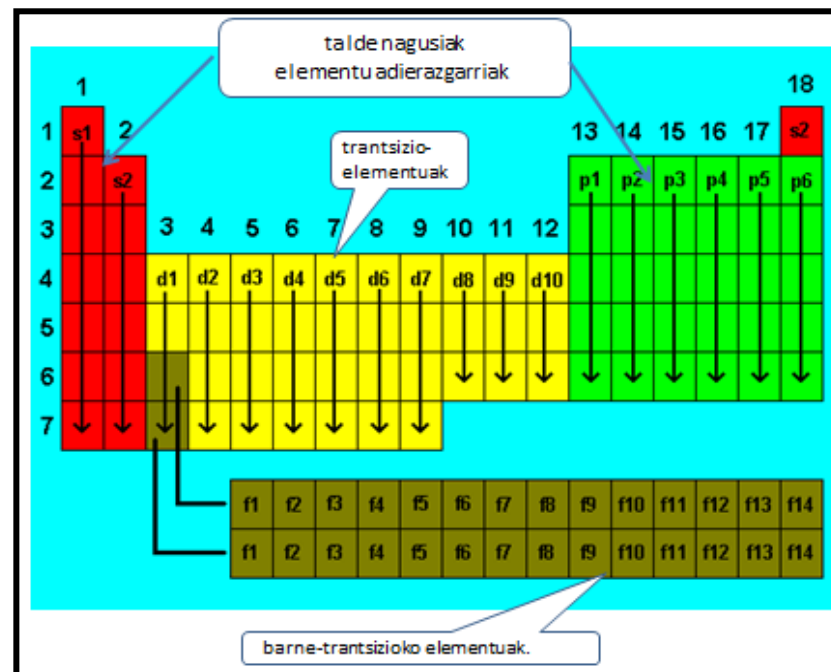 talde nagusiak
elementu adierazgarriak
1 18
1 s1 2 13 14 15 16 17 s2
trantsizio-
elementuak
2 s2 p1 p2 p3 p4 p5 p6
3 3 4 5 6 7 8 9 10 11 12
4 d1 d2 d3 d4 d5 d6 d7 d8 d9 d10
5
6
7
f1 f2 f3 f4 f5 f6 f7 f8 f9 f10 f11 f12 f13 f14
f1 f2 f3 f4 f5 f6 f7 f8 f9 f10 f11 f12 f13 f14
barne-trantsizioko elementuak.